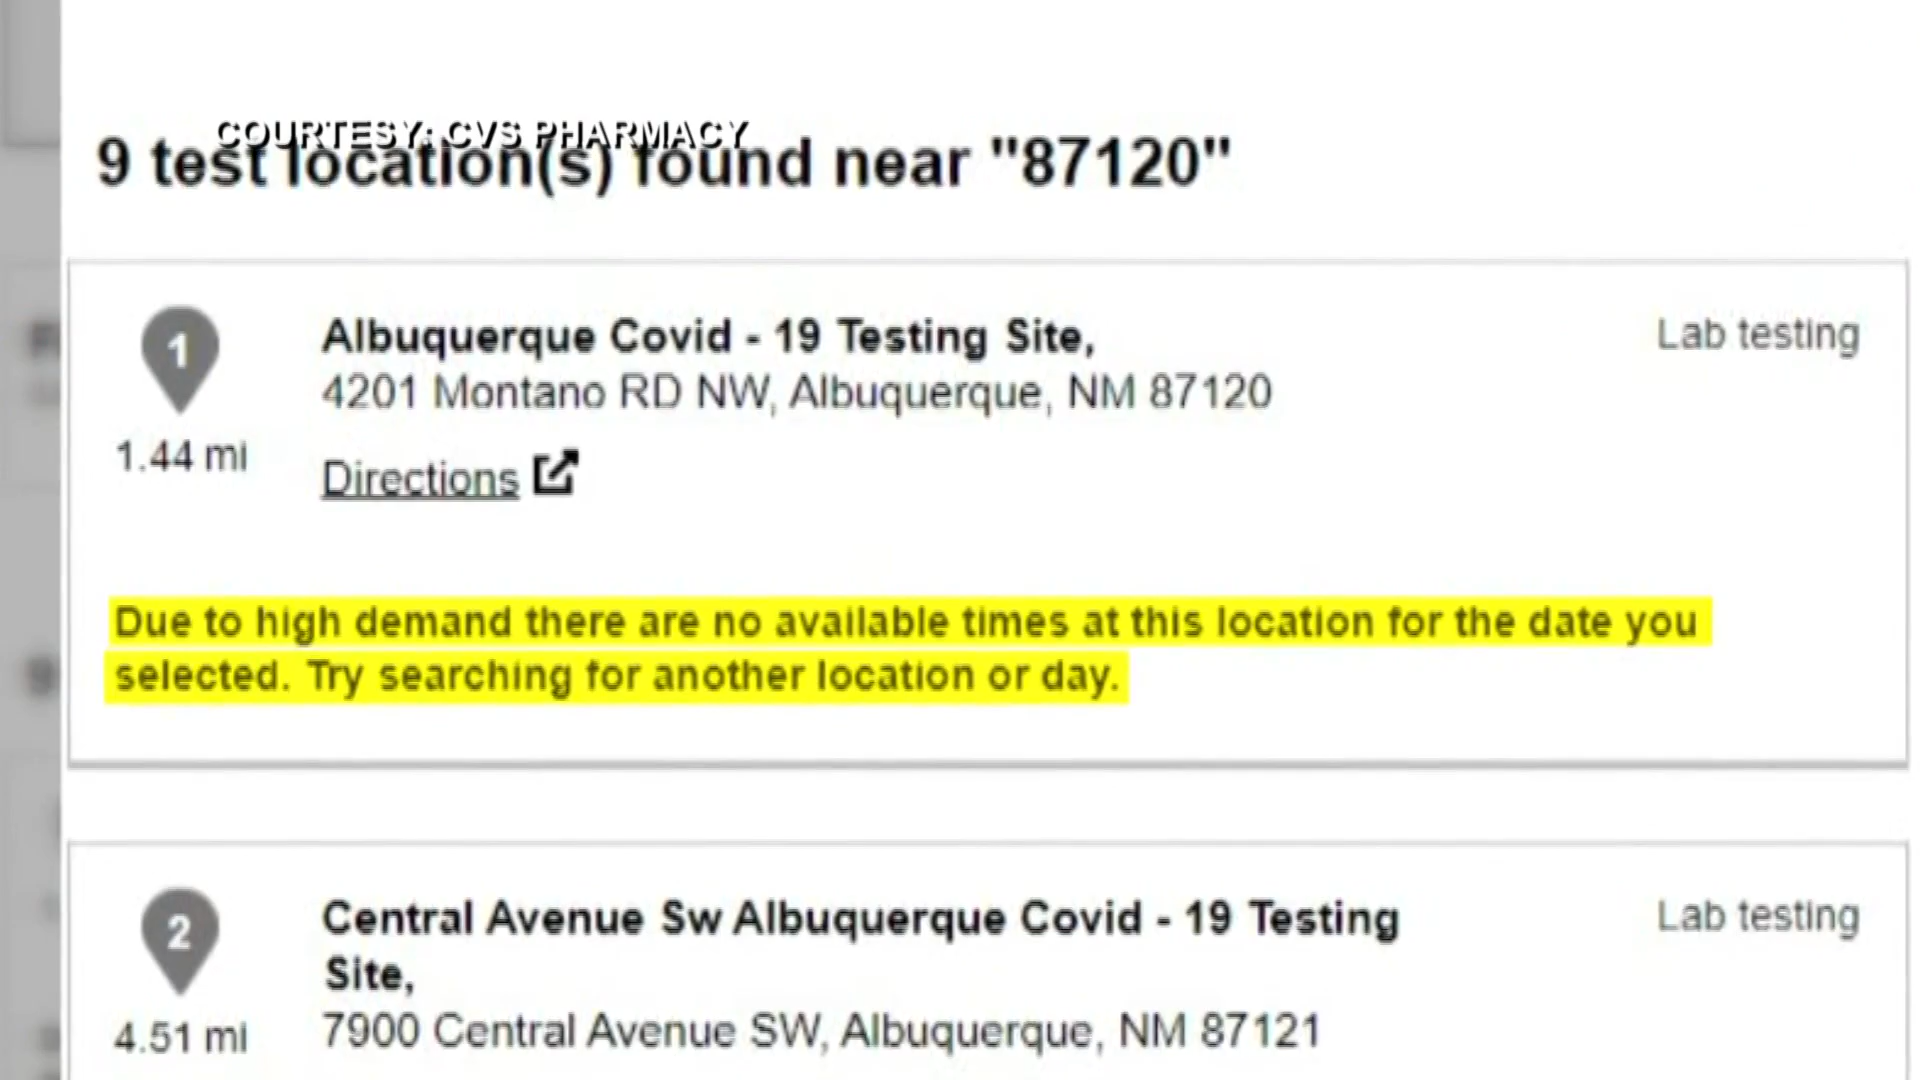 COURTESY: CVS PHARMACY
9 test location(s) found near "87120"
1
Albuquerque Covid - 19 Testing Site,
Lab testing
4201 Montano RD NW, Albuquerque, NM 87120
1.44 mi
Directions
Due to high demand there are no available times at this location for the date you
selected. Try searching for another location or day.
2
Central Avenue Sw Albuquerque Covid - 19 Testing
Lab testing
Site,
7900 Central Avenue SW, Albuquerque, NM 87121
4.51 mi